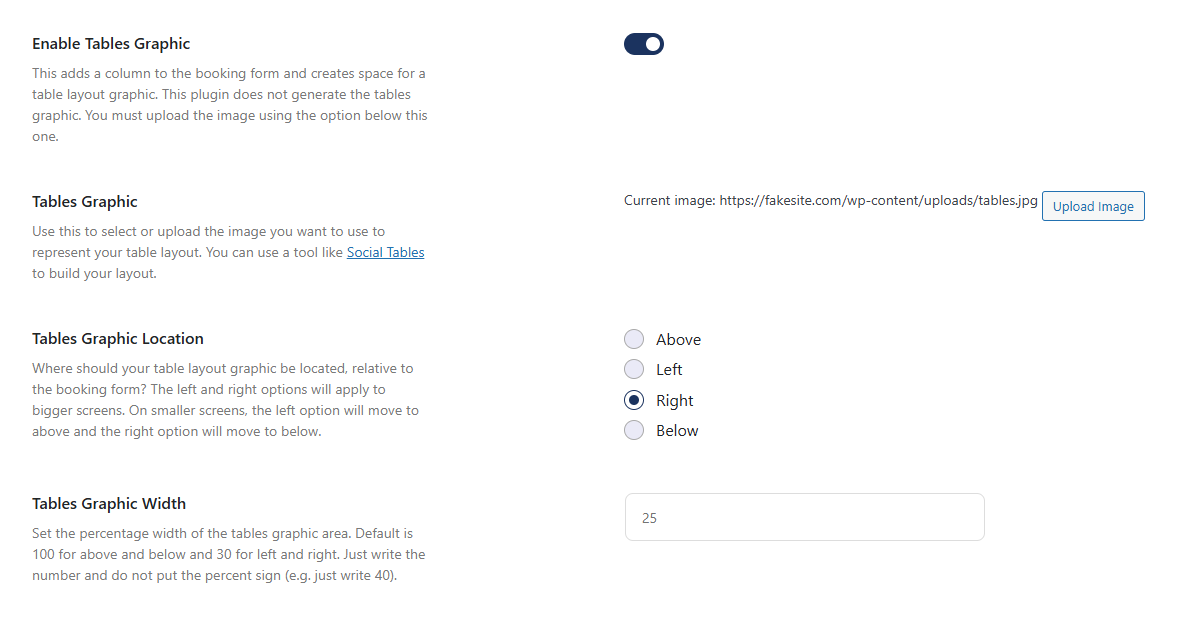 Enable Tables Graphic
This adds a column to the booking form and creates space for a
table layout graphic. This plugin does not generate the tables
graphic. You must upload the image using the option below this
one.
Tables Graphic
Current image: https://fakesite.com/wp-content/uploads/tables.jpg
Upload Image
Use this to select or upload the image you want to use to
represent your table layout. You can use a tool like Social Tables
to build your layout.
Tables Graphic Location
Where should your table layout graphic be located, relative to
the booking form? The left and right options will apply to
bigger screens. On smaller screens, the left option will move to
above and the right option will move to below.
Above
Left
Right
Below
Tables Graphic Width
Set the percentage width of the tables graphic area. Default is
100 for above and below and 30 for left and right. Just write the
number and do not put the percent sign (e.g. just write 40).
25